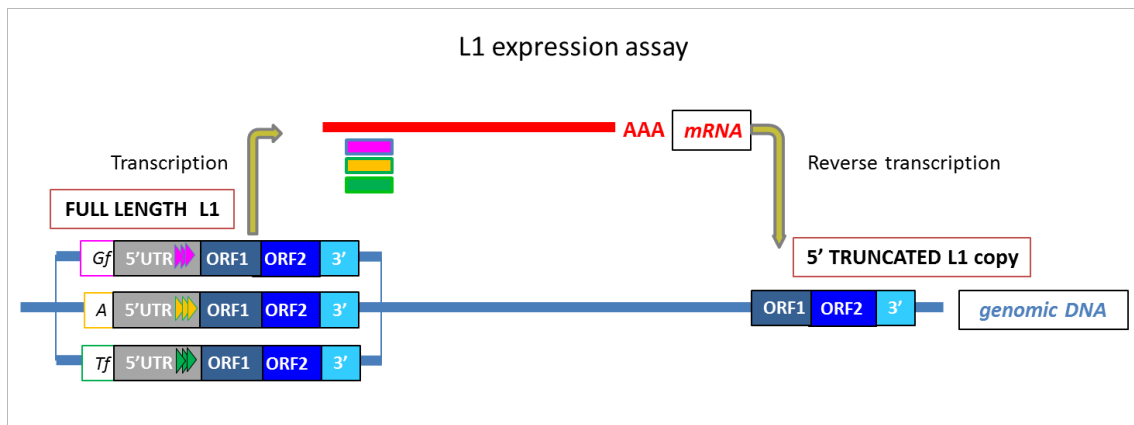 L1 expression assay
AAA mRNA
Transcription
Reverse transcription
FULL LENGTH L1
5' TRUNCATED L1 copy
Gf 5'UTR ORF1 ORF2 3'
A 5'UTR ORF1 ORF2 3'
ORF1 ORF2 3'
genomic DNA
Tf 5'UTR ORF1 ORF2 3'